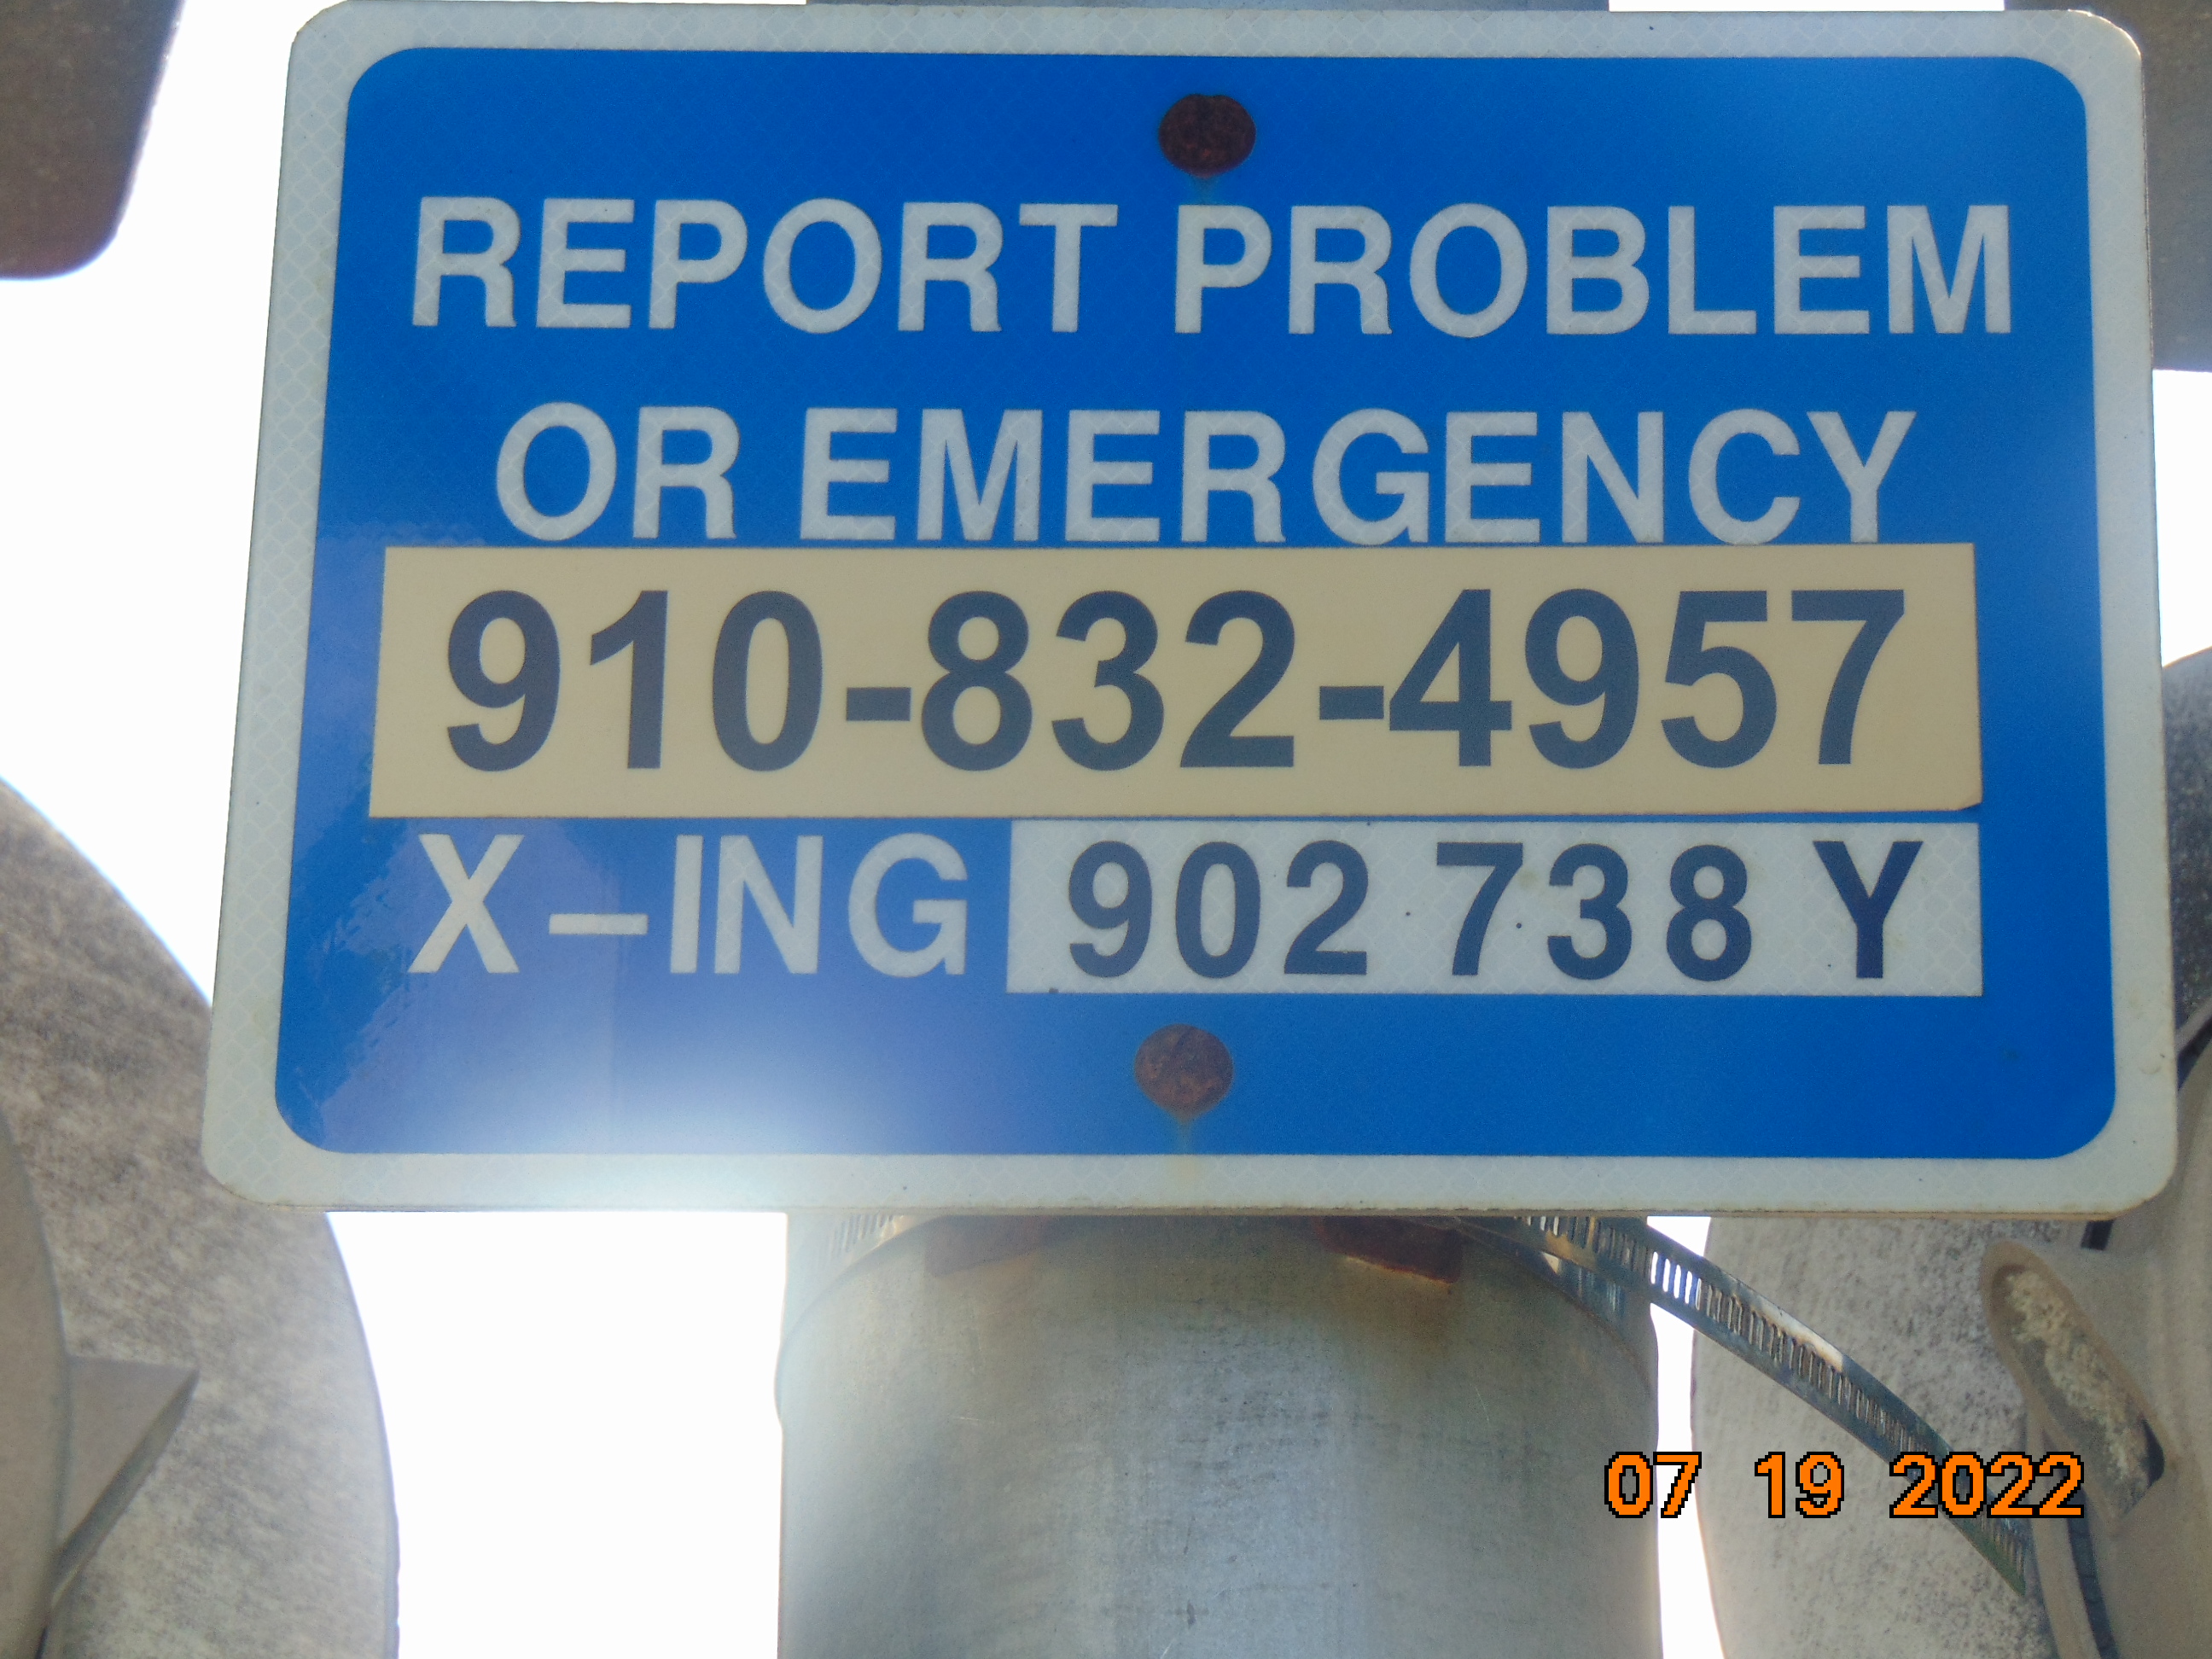 REPORT PROBLEM
OR EMERGENCY
910-832-4957
X-ING 902 738 Y
07 19 2022